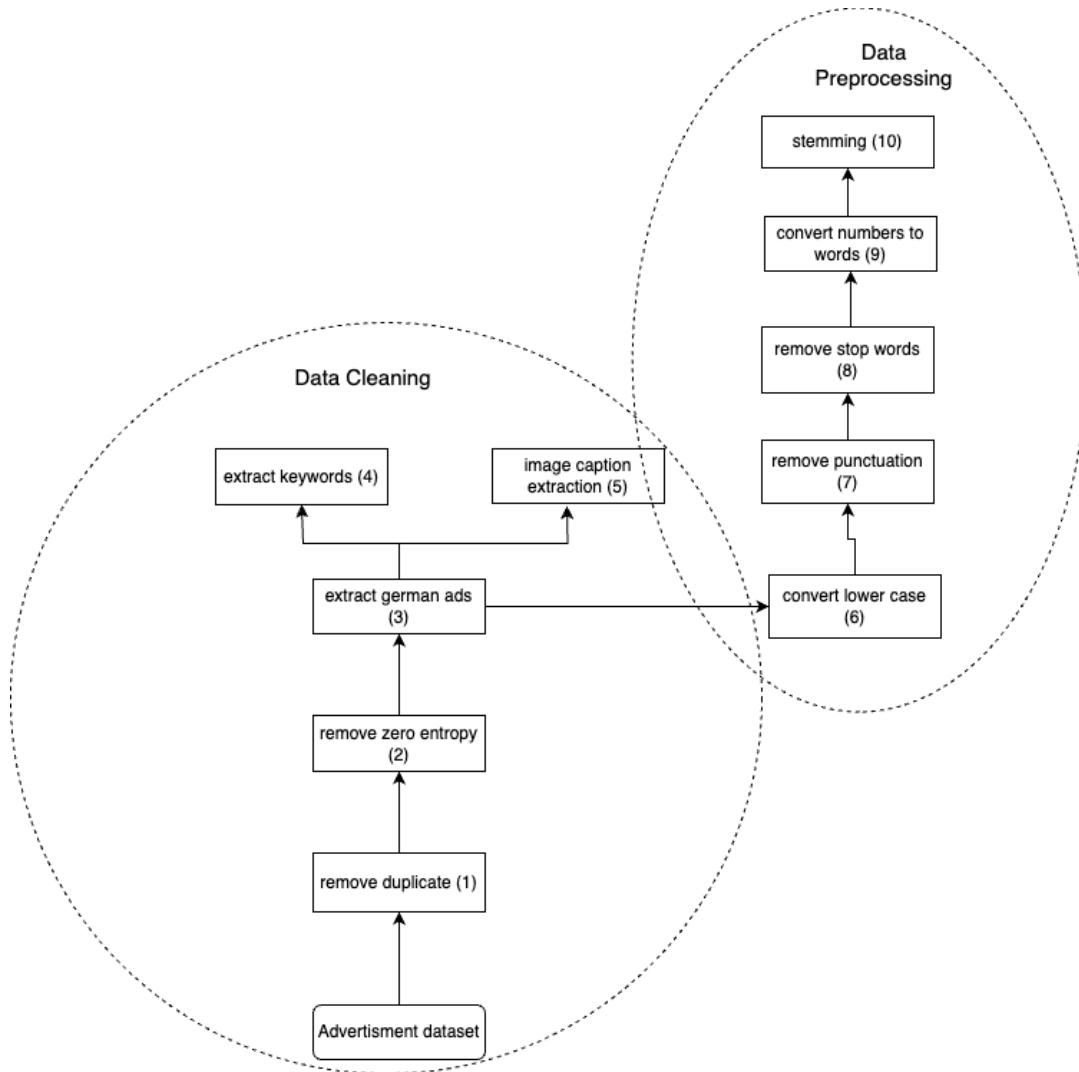 Data
Preprocessing
stemming (10)
convert numbers to
words (9)
remove stop words
(8)
Data Cleaning
extract keywords (4)
image caption
extraction (5)
remove punctuation
(7)
extract german ads
(3)
convert lower case
(6)
remove zero entropy
(2)
remove duplicate (1)
Advertisment dataset